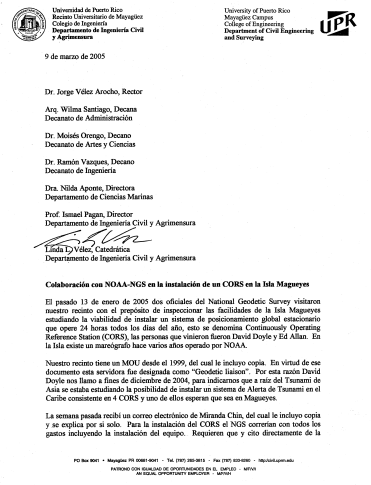 Universidad de Puerto Rico
Recinto Universitario de Mayagüez
Colegio de Ingeniería
Departamento de Ingeniería Civil
y Agrimensura
University of Puerto Rico
Mayagüez Campus
College of Engineering
Department of Civil Engineering
and Surveying
UPR
9 de marzo de 2005
Dr. Jorge Vélez Arocho, Rector
Arq. Wilma Santiago, Decana
Decanato de Administración
Dr. Moisés Orengo, Decano
Decanato de Artes y Ciencias
Dr. Ramón Vazques, Decano
Decanato de Ingeniería
Dra. Nilda Aponte, Directora
Departamento de Ciencias Marinas
Prof. Ismael Pagan, Director
Departamento de Ingeniería Civil y Agrimensura
Linda L. Vélez, Catedrática
Departamento de Ingeniería Civil y Agrimensura
Colaboración con NOAA-NGS en la instalación de un CORS en la Isla Magueyes
El pasado 13 de enero de 2005 dos oficiales del National Geodetic Survey visitaron
nuestro recinto con el prepósito de inspeccionar las facilidades de la Isla Magueyes
estudiando la viabilidad de instalar un sistema de posicionamiento global estacionario
que opere 24 horas todos los días del año, esto se denomina Continuously Operating
Reference Station (CORS), las personas que vinieron fueron David Doyle y Ed Allan. En
la Isla existe un mareógrafo hace varios años operado por NOAA.
Nuestro recinto tiene un MOU desde el 1999, del cual le incluyo copia. En virtud de ese
documento esta servidora fue designada como "Geodetic Liaison". Por esta razón David
Doyle nos llamo a fines de diciembre de 2004, para indicarnos que a raíz del Tsunami de
Asia se estaba estudiando la posibilidad de instalar un sistema de Alerta de Tsunami en el
Caribe consistente en 4 CORS y uno de ellos esperan que sea en Magueyes.
La semana pasada recibí un correo electrónico de Miranda Chin, del cual le incluyo copia
y se explica por si solo. Para la instalación del CORS el NGS correrían con todos los
gastos incluyendo la instalación del equipo. Requieren que y cito directamente de la
PO Box 9041 • Mayagüez PR 00681-9041 - Tel. (787) 265-3815 - Fax (787) 833-8260 - http://civil.uprm.edu
PATRONO CON IGUALDAD DE OPORTUNIDADES EN EL EMPLEO - M/F/V/I
AN EQUAL OPPORTUNITY EMPLOYER - M/F/V/H